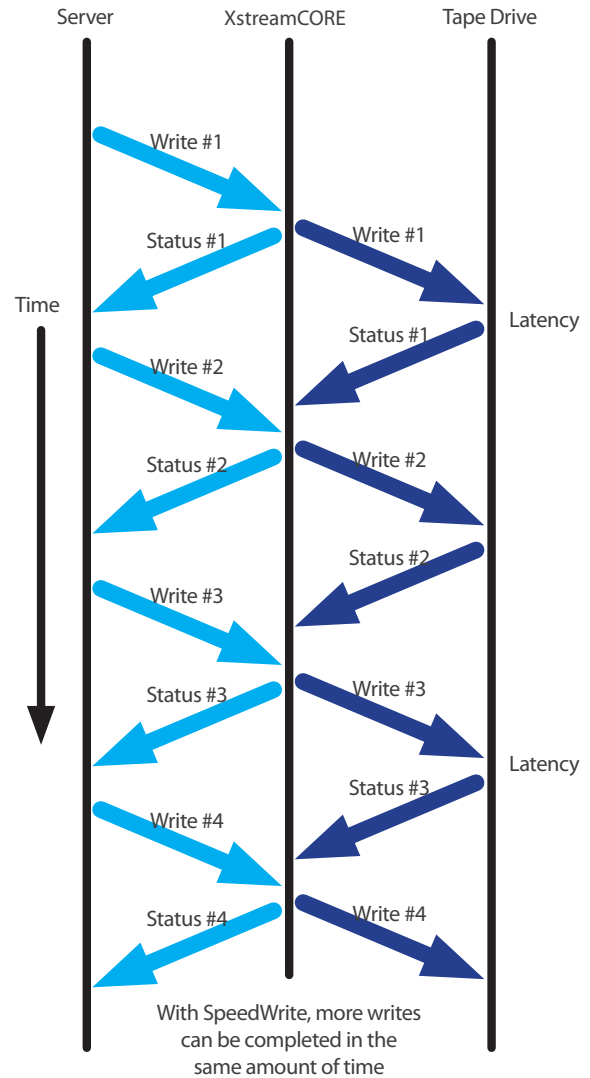 Server XstreamCORE Tape Drive
Write #1
Status #1 Write #1
Time
Latency
Status #1
Write #2
Status #2 Write #2
Status #2
Write #3
Status #3 Write #3
Latency
Status #3
Write #4
Status #4 Write #4
With SpeedWrite, more writes
can be completed in the
same amount of time